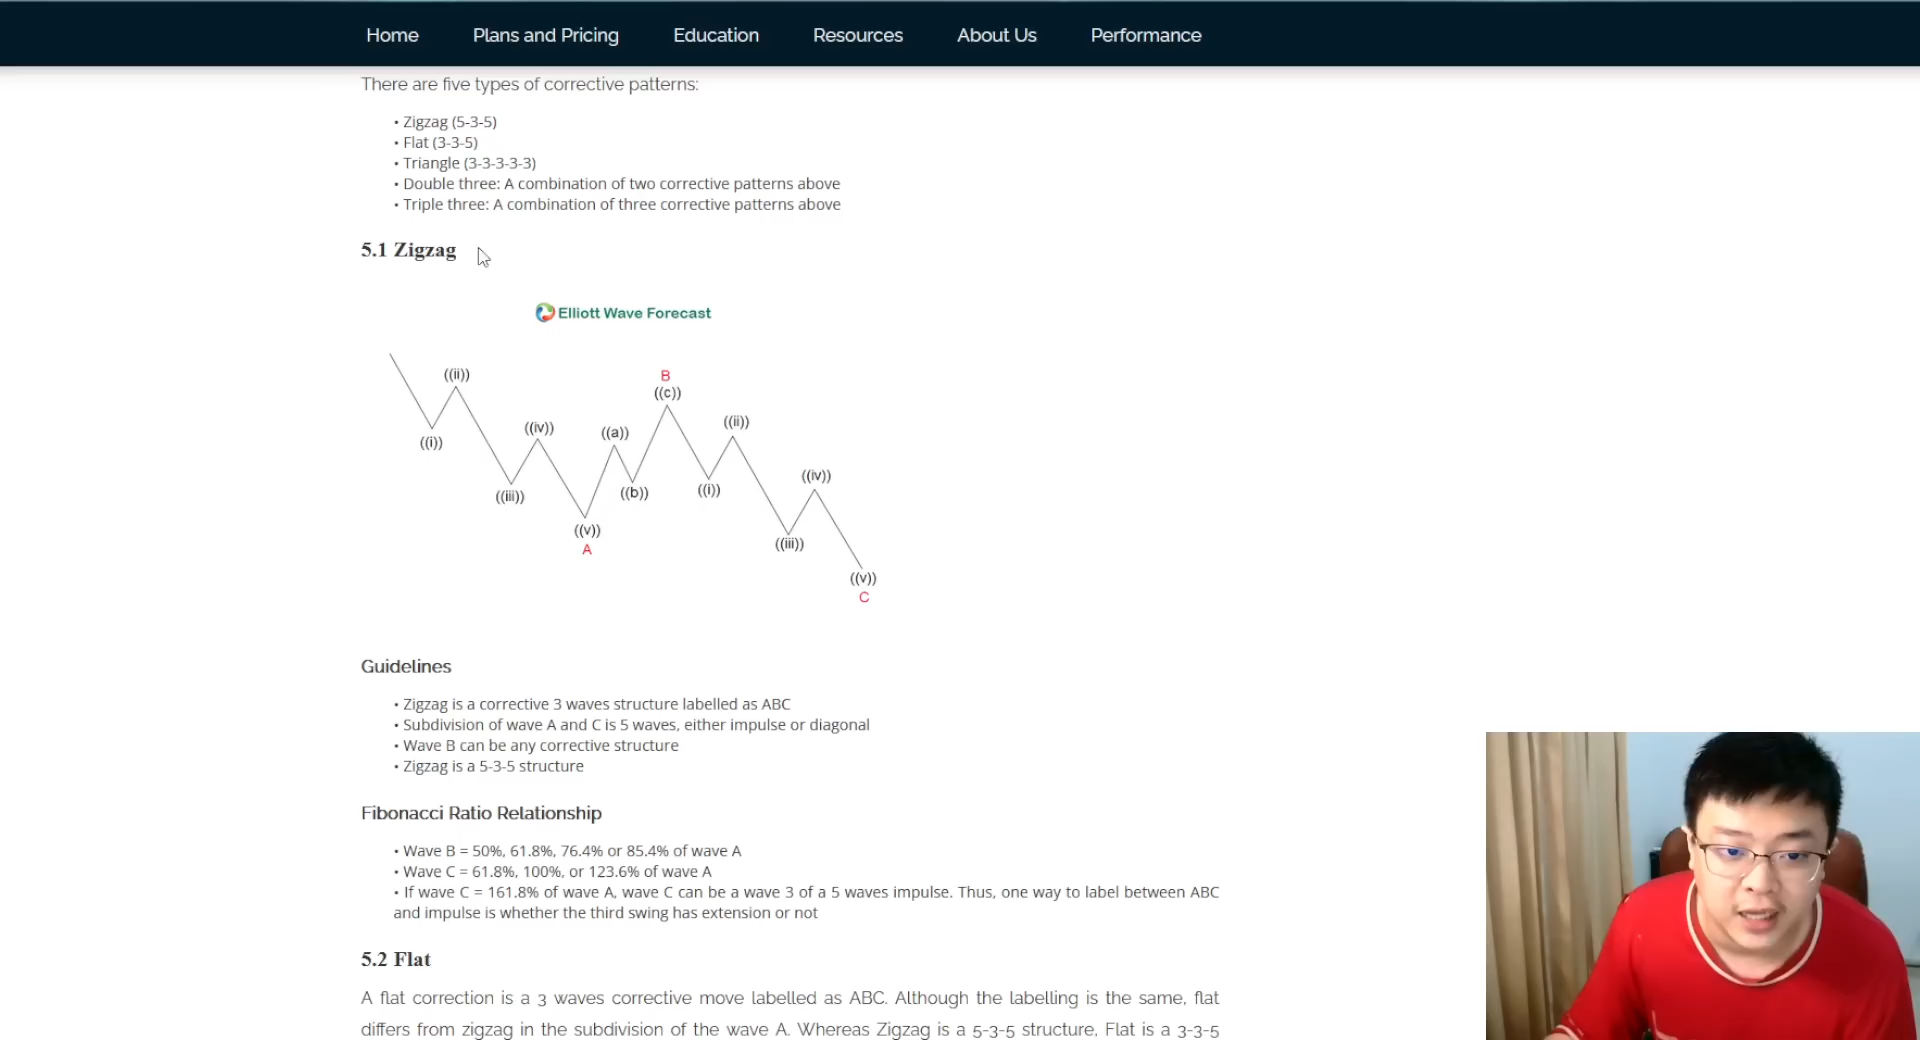 Home Plans and Pricing Education Resources About Us Performance
There are five types of corrective patterns:
• Zigzag (5-3-5)
• Flat (3-3-5)
• Triangle (3-3-3-3-3)
• Double three: A combination of two corrective patterns above
• Triple three: A combination of three corrective patterns above
5.1 Zigzag
Elliott Wave Forecast
((i))
((ii))
((iii))
((iv))
((v))
A
((a))
((b))
B
((c))
((i))
((ii))
((iii))
((iv))
((v))
C
Guidelines
• Zigzag is a corrective 3 waves structure labelled as ABC
• Subdivision of wave A and C is 5 waves, either impulse or diagonal
• Wave B can be any corrective structure
• Zigzag is a 5-3-5 structure
Fibonacci Ratio Relationship
• Wave B = 50%, 61.8%, 76.4% or 85.4% of wave A
• Wave C = 61.8%, 100%, or 123.6% of wave A
• If wave C = 161.8% of wave A, wave C can be a wave 3 of a 5 waves impulse. Thus, one way to label between ABC
and impulse is whether the third swing has extension or not
5.2 Flat
A flat correction is a 3 waves corrective move labelled as ABC. Although the labelling is the same, flat
differs from zigzag in the subdivision of the wave A. Whereas Zigzag is a 5-3-5 structure, Flat is a 3-3-5